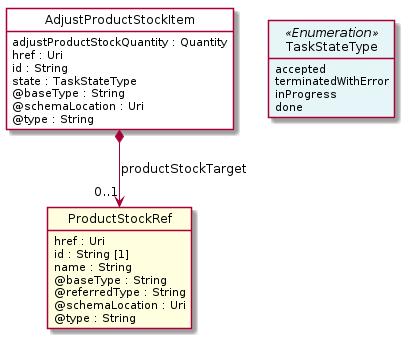 AdjustProductStockItem
adjustProductStockQuantity : Quantity
href : Uri
id : String
state : TaskStateType
@baseType : String
@schemaLocation : Uri
@type : String
«Enumeration»
TaskStateType
accepted
terminatedWithError
inProgress
done
productStockTarget
0..1
ProductStockRef
href : Uri
id : String [1]
name : String
@baseType : String
@referredType : String
@schemaLocation : Uri
@type : String